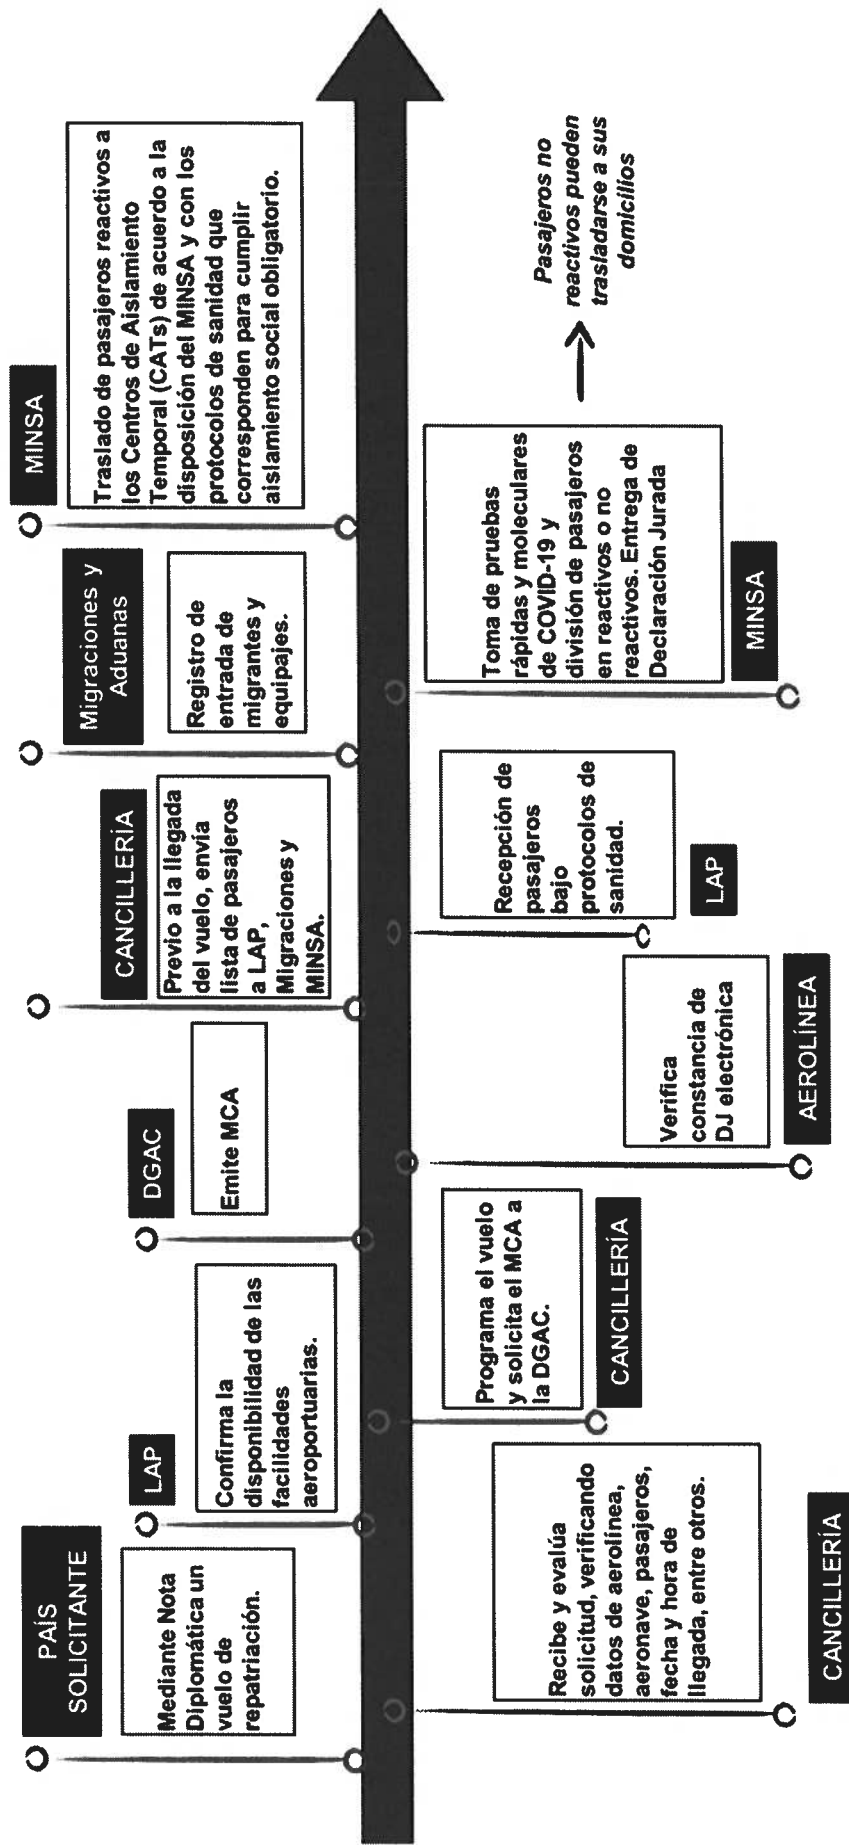 PAÍS
SOLICITANTE
Mediante Nota
Diplomática un
vuelo de
repatriación.
CANCILLERÍA
Recibe y evalúa
solicitud, verificando
datos de aerolínea,
aeronave, pasajeros,
fecha y hora de
llegada, entre otros.
LAP
Confirma la
disponibilidad de las
facilidades
aeroportuarias.
CANCILLERÍA
Programa el vuelo
y solicita el MCA a
la DGAC.
DGAC
Emite MCA
AEROLÍNEA
Verifica
constancia de
DJ electrónica
CANCILLERÍA
Previo a la llegada
del vuelo, envía
lista de pasajeros
a LAP,
Migraciones y
MINSA.
LAP
Recepción de
pasajeros
bajo
protocolos de
sanidad.
Migraciones y
Aduanas
Registro de
entrada de
migrantes y
equipajes.
MINSA
Toma de pruebas
rápidas y moleculares
de COVID-19 y
división de pasajeros
en reactivos o no
reactivos. Entrega de
Declaración Jurada
Pasajeros no
reactivos pueden
trasladarse a sus
domicilios
MINSA
Traslado de pasajeros reactivos a
los Centros de Aislamiento
Temporal (CATs) de acuerdo a la
disposición del MINSA y con los
protocolos de sanidad que
corresponden para cumplir
aislamiento social obligatorio.